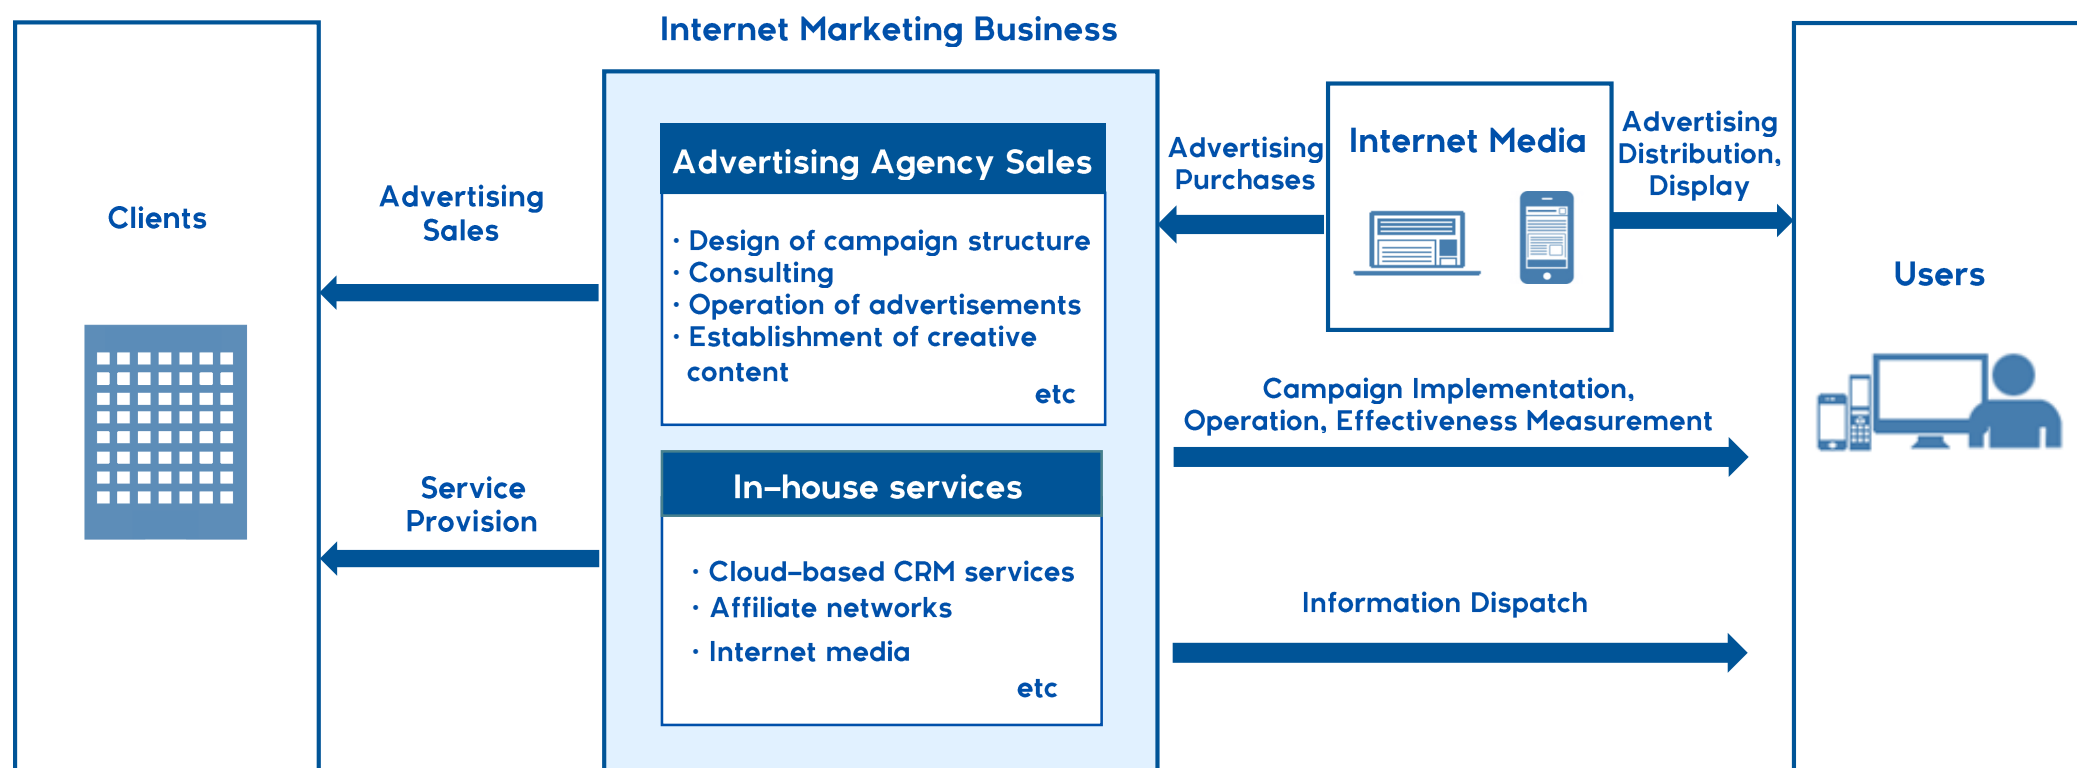 Internet Marketing Business
Clients
Advertising
Sales
Service
Provision
Advertising Agency Sales
・Design of campaign structure
・Consulting
・Operation of advertisements
・Establishment of creative
content
etc
In-house services
・Cloud-based CRM services
・Affiliate networks
・Internet media
etc
Advertising
Purchases
Internet Media
Advertising
Distribution,
Display
Campaign Implementation,
Operation, Effectiveness Measurement
Information Dispatch
Users